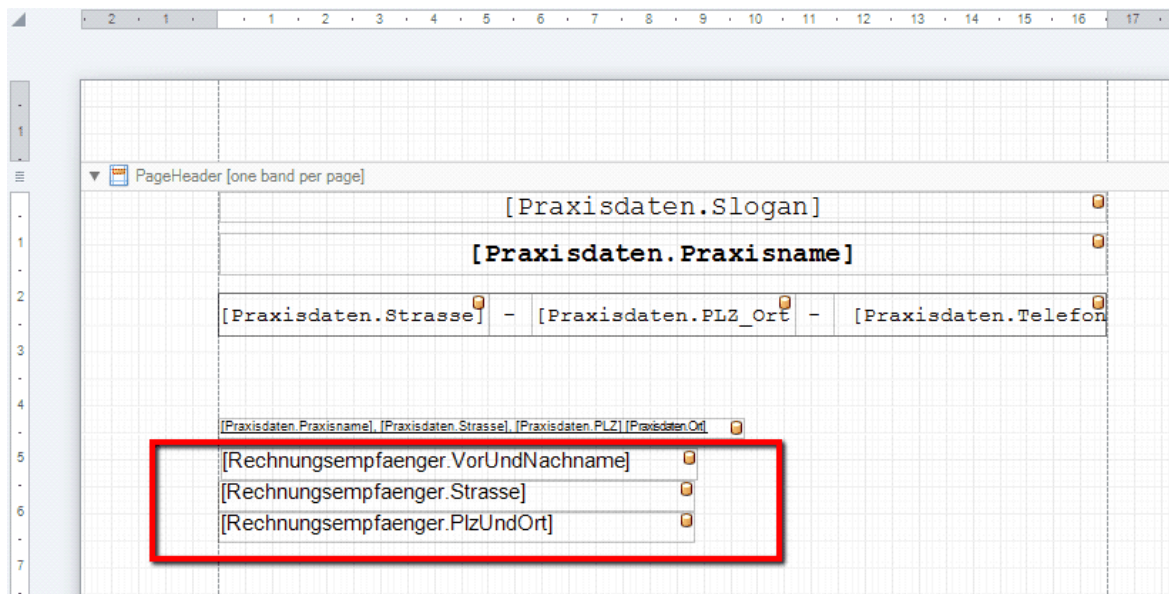 2 1 1 2 3 4 5 6 7 8 9 10 11 12 13 14 15 16 17
1
PageHeader [one band per page]
[Praxisdaten.Slogan]
1
[Praxisdaten.Praxisname]
2
[Praxisdaten.Strasse] - [Praxisdaten.PLZ_Ort - [Praxisdaten.Telefon
3
4
[Praxisdaten.Praxisname], [Praxisdaten.Strasse], [Praxisdaten.PLZ] [Praxisdaten.Ort]
5
[Rechnungsempfaenger.VorUndNachname]
[Rechnungsempfaenger.Strasse]
6
[Rechnungsempfaenger.PlzUndOrt]
7